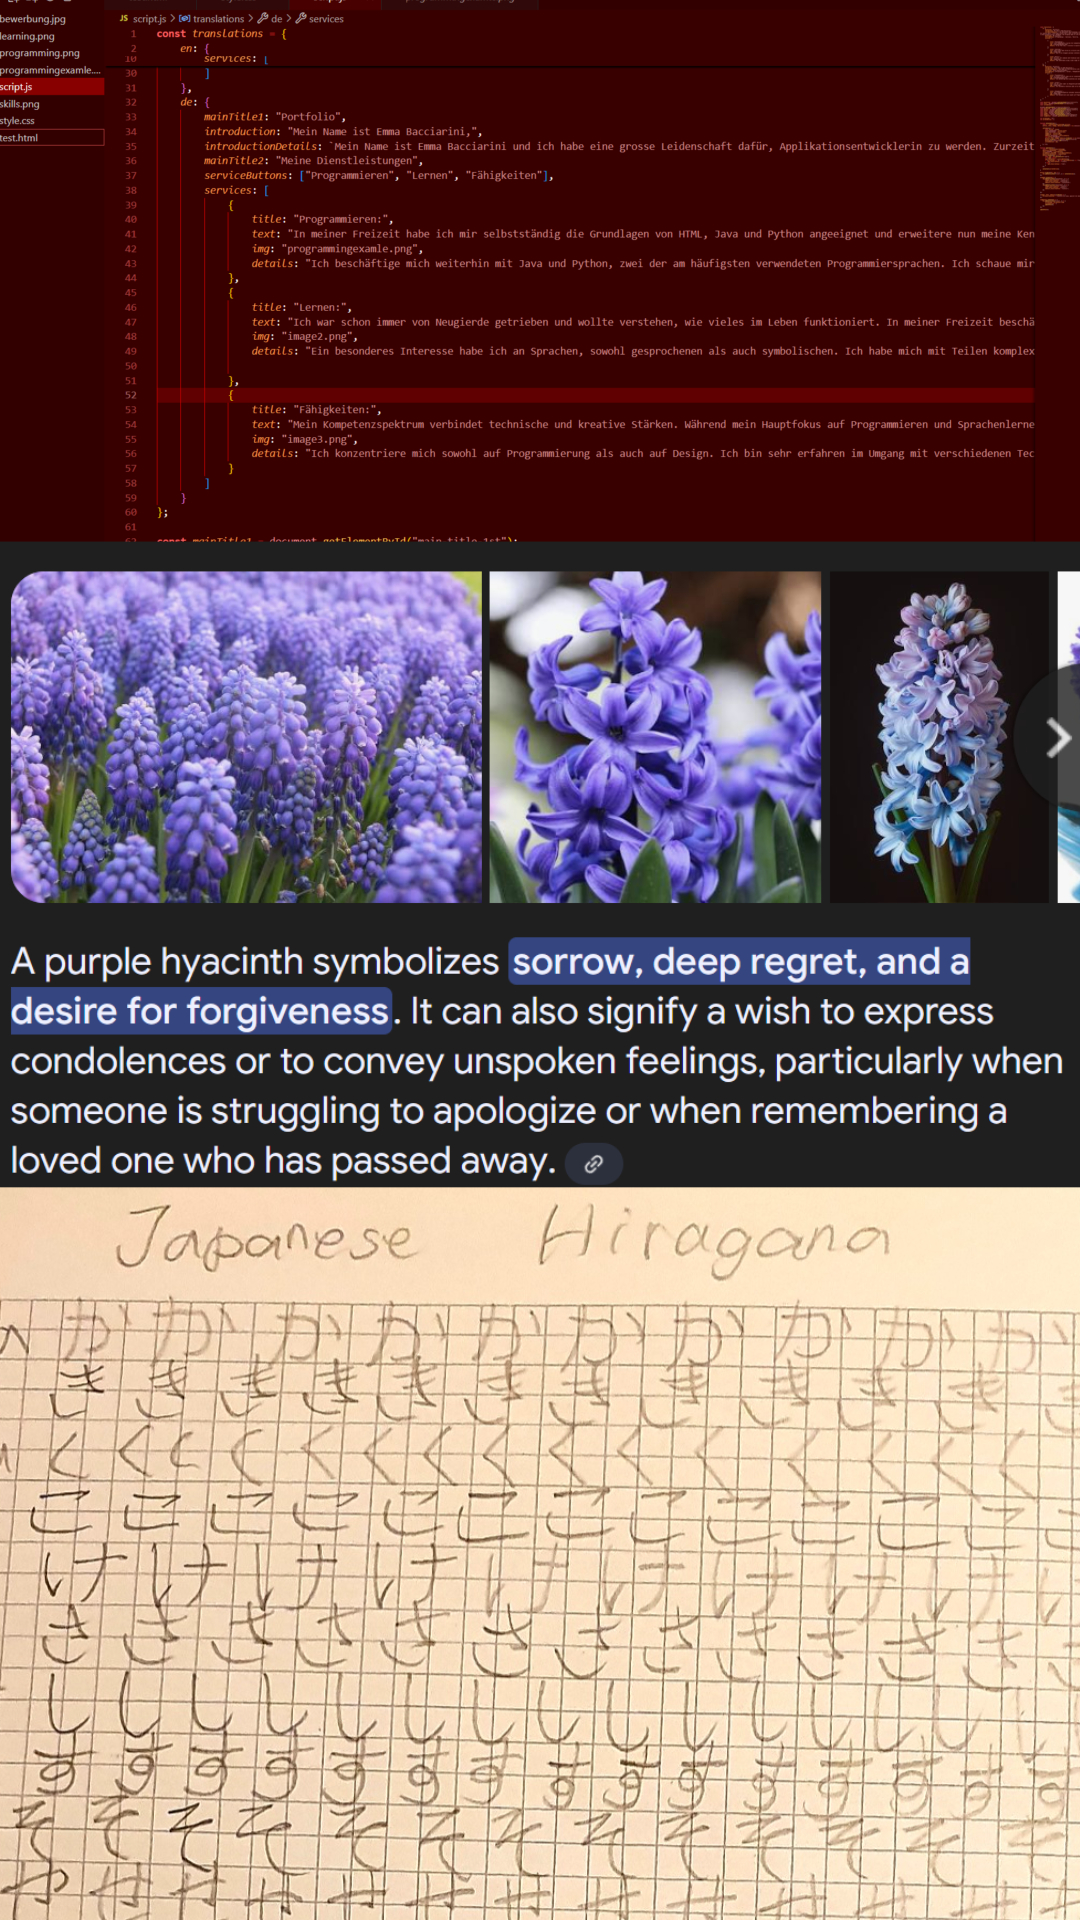 bewerbung.jpg
learning.png
programming.png
programmingexamle....
script.js
skills.png
style.css
test.html
JS script.js > translations > de > services
1 const translations = {
2 en: {
10 services: [
30 ]
31 },
32 de: {
33 mainTitle1: "Portfolio",
34 introduction: "Mein Name ist Emma Bacciarini,",
35 introductionDetails: `Mein Name ist Emma Bacciarini und ich habe eine grosse Leidenschaft dafür, Applikationsentwicklerin zu werden. Zurzeit
36 mainTitle2: "Meine Dienstleistungen",
37 serviceButtons: ["Programmieren", "Lernen", "Fähigkeiten"],
38 services: [
39 {
40 title: "Programmieren:",
41 text: "In meiner Freizeit habe ich mir selbstständig die Grundlagen von HTML, Java und Python angeeignet und erweitere nun meine Ken
42 img: "programmingexamle.png",
43 details: "Ich beschäftige mich weiterhin mit Java und Python, zwei der am häufigsten verwendeten Programmiersprachen. Ich schaue mir
44 },
45 {
46 title: "Lernen:",
47 text: "Ich war schon immer von Neugierde getrieben und wollte verstehen, wie vieles im Leben funktioniert. In meiner Freizeit beschä
48 img: "image2.png",
49 details: "Ein besonderes Interesse habe ich an Sprachen, sowohl gesprochenen als auch symbolischen. Ich habe mich mit Teilen komplex
50
51 },
52 {
53 title: "Fähigkeiten:",
54 text: "Mein Kompetenzspektrum verbindet technische und kreative Stärken. Während mein Hauptfokus auf Programmieren und Sprachenlerne
55 img: "image3.png",
56 details: "Ich konzentriere mich sowohl auf Programmierung als auch auf Design. Ich bin sehr erfahren im Umgang mit verschiedenen Tec
57 }
58 ]
59 }
60 };
61
62 const mainTitle1 = document.getElementById("main-title-1st");
A purple hyacinth symbolizes sorrow, deep regret, and a
desire for forgiveness. It can also signify a wish to express
condolences or to convey unspoken feelings, particularly when
someone is struggling to apologize or when remembering a
loved one who has passed away.
Japanese Hiragana
か か か か か か か か か か
き き き き き き き き き き
く く く く く く く く く く く く く
こ こ こ こ こ こ こ こ こ こ こ こ
け け け け け け け け け け
さ さ さ さ さ さ さ さ さ さ さ さ
し し し し し し し し し し し し し し
す す す す す す す す す す す す す す
そ そ そ そ そ そ そ そ そ そ そ そ